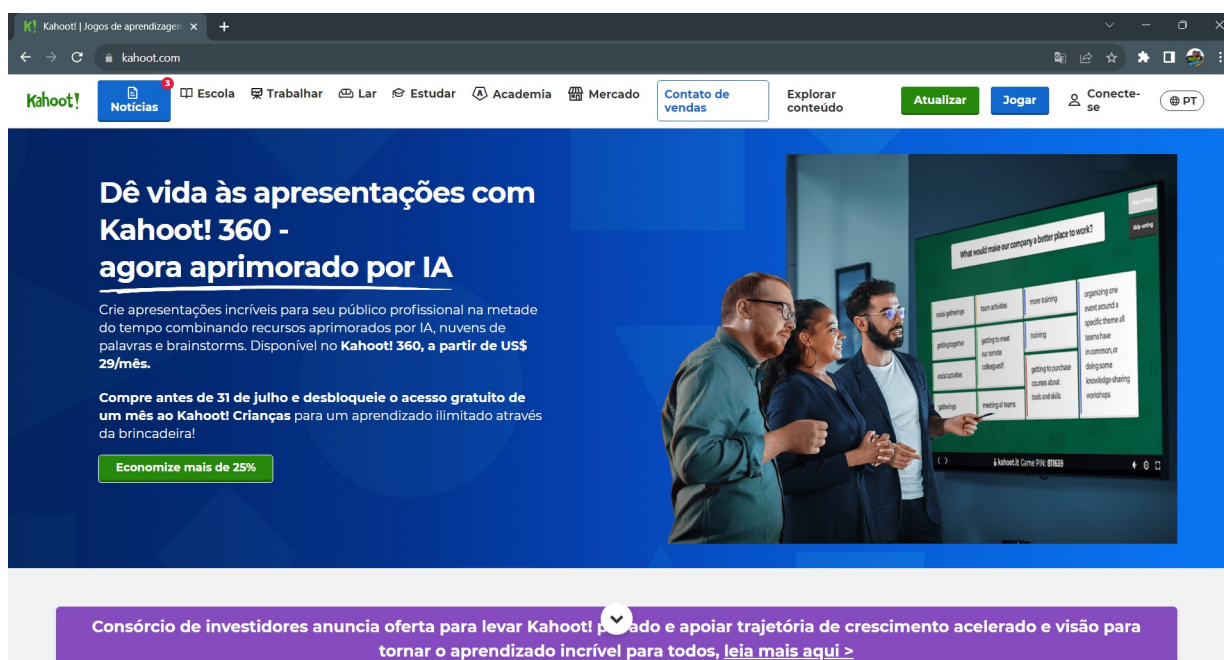 Kahoot! | Jogos de aprendizagen
kahoot.com
Kahoot!
3
Notícias
Escola
Trabalhar
Lar
Estudar
Academia
Mercado
Contato de
vendas
Explorar
conteúdo
Atualizar
Jogar
Conecte-
se
PT
Dê vida às apresentações com
Kahoot! 360 -
agora aprimorado por IA
Crie apresentações incríveis para seu público profissional na metade
do tempo combinando recursos aprimorados por IA, nuvens de
palavras e brainstorms. Disponível no Kahoot! 360, a partir de US$
29/mês.
Compre antes de 31 de julho e desbloqueie o acesso gratuito de
um mês ao Kahoot! Crianças para um aprendizado ilimitado através
da brincadeira!
Economize mais de 25%
What would make our company a better place to work?
Skip voting
social gatherings
getting together
social activities
gatherings
team activities
getting to meet
our remote
colleagues!!
meeting all teams
more training
training
getting to purchase
courses about
tools and skills
organizing one
event around a
specific theme all
teams have
in common, or
doing some
knowledge-sharing
workshops
kahoot.it Game PIN: 811659
Consórcio de investidores anuncia oferta para levar Kahoot! ado e apoiar trajetória de crescimento acelerado e visão para
tornar o aprendizado incrível para todos, leia mais aqui >